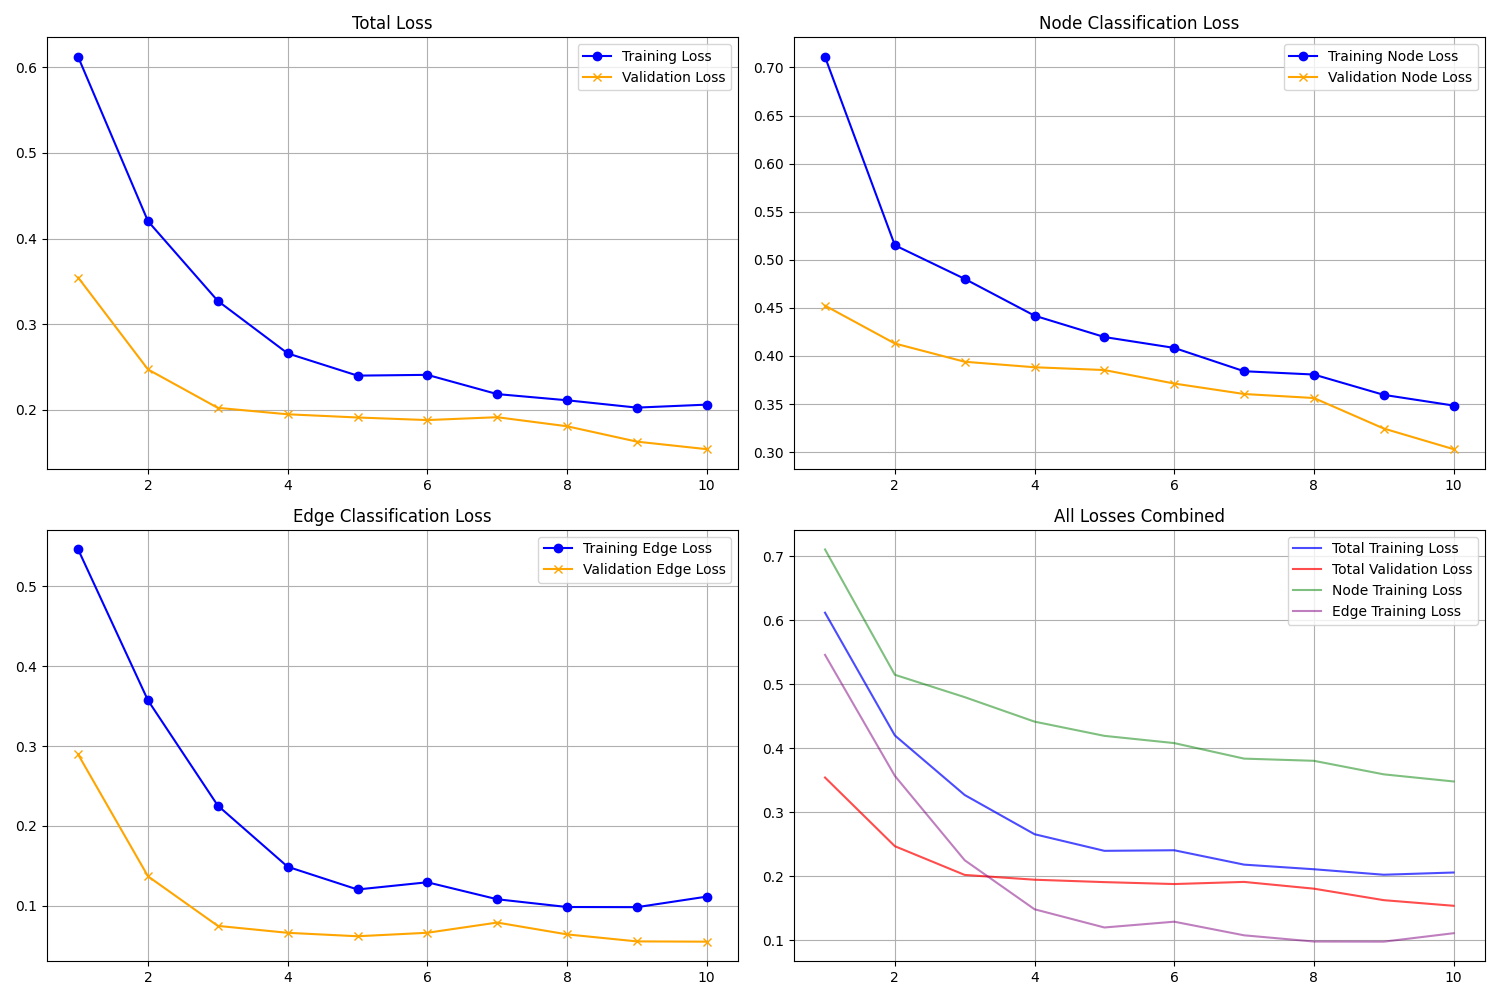 Total Loss
Training Loss
Validation Loss
0.6
0.5
0.4
0.3
0.2
2 4 6 8 10
Node Classification Loss
Training Node Loss
Validation Node Loss
0.70
0.65
0.60
0.55
0.50
0.45
0.40
0.35
0.30
2 4 6 8 10
Edge Classification Loss
Training Edge Loss
Validation Edge Loss
0.5
0.4
0.3
0.2
0.1
2 4 6 8 10
All Losses Combined
Total Training Loss
Total Validation Loss
Node Training Loss
Edge Training Loss
0.7
0.6
0.5
0.4
0.3
0.2
0.1
2 4 6 8 10